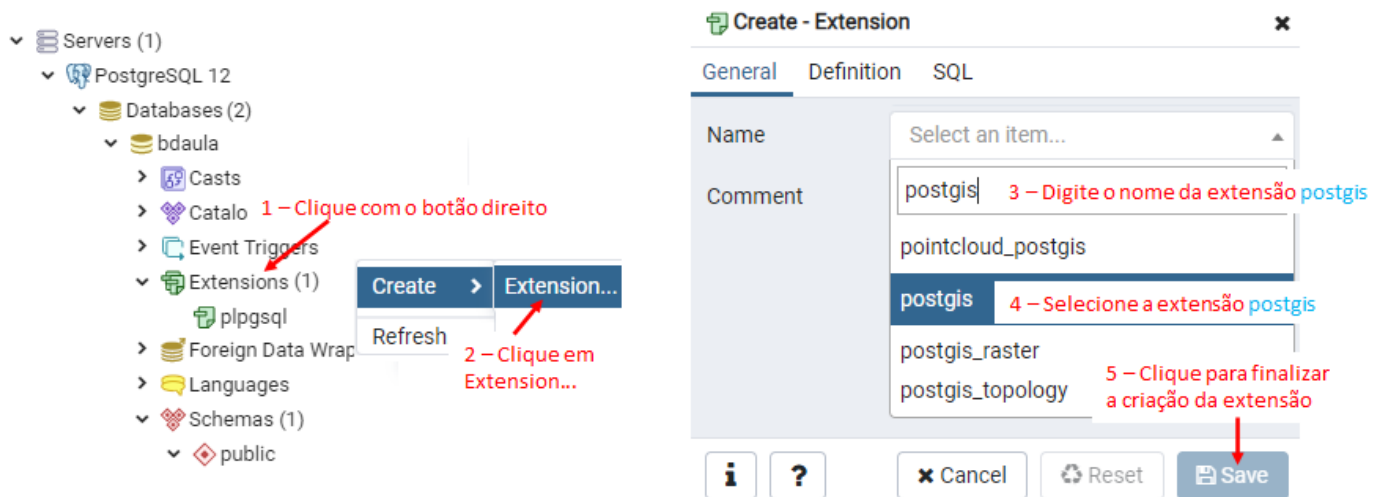 Servers (1)
PostgreSQL 12
Databases (2)
bdaula
Casts
Catalo
1 – Clique com o botão direito
Event Triggers
Extensions (1)
plpgsql
Foreign Data Wrap
Languages
Schemas (1)
public
Create
Extension...
Refresh
2 – Clique em
Extension...
Create - Extension
General Definition SQL
Name
Select an item...
Comment
postgis
3 – Digite o nome da extensão postgis
pointcloud_postgis
postgis
4 – Selecione a extensão postgis
postgis_raster
postgis_topology
5 – Clique para finalizar
a criação da extensão
i ? Cancel Reset Save